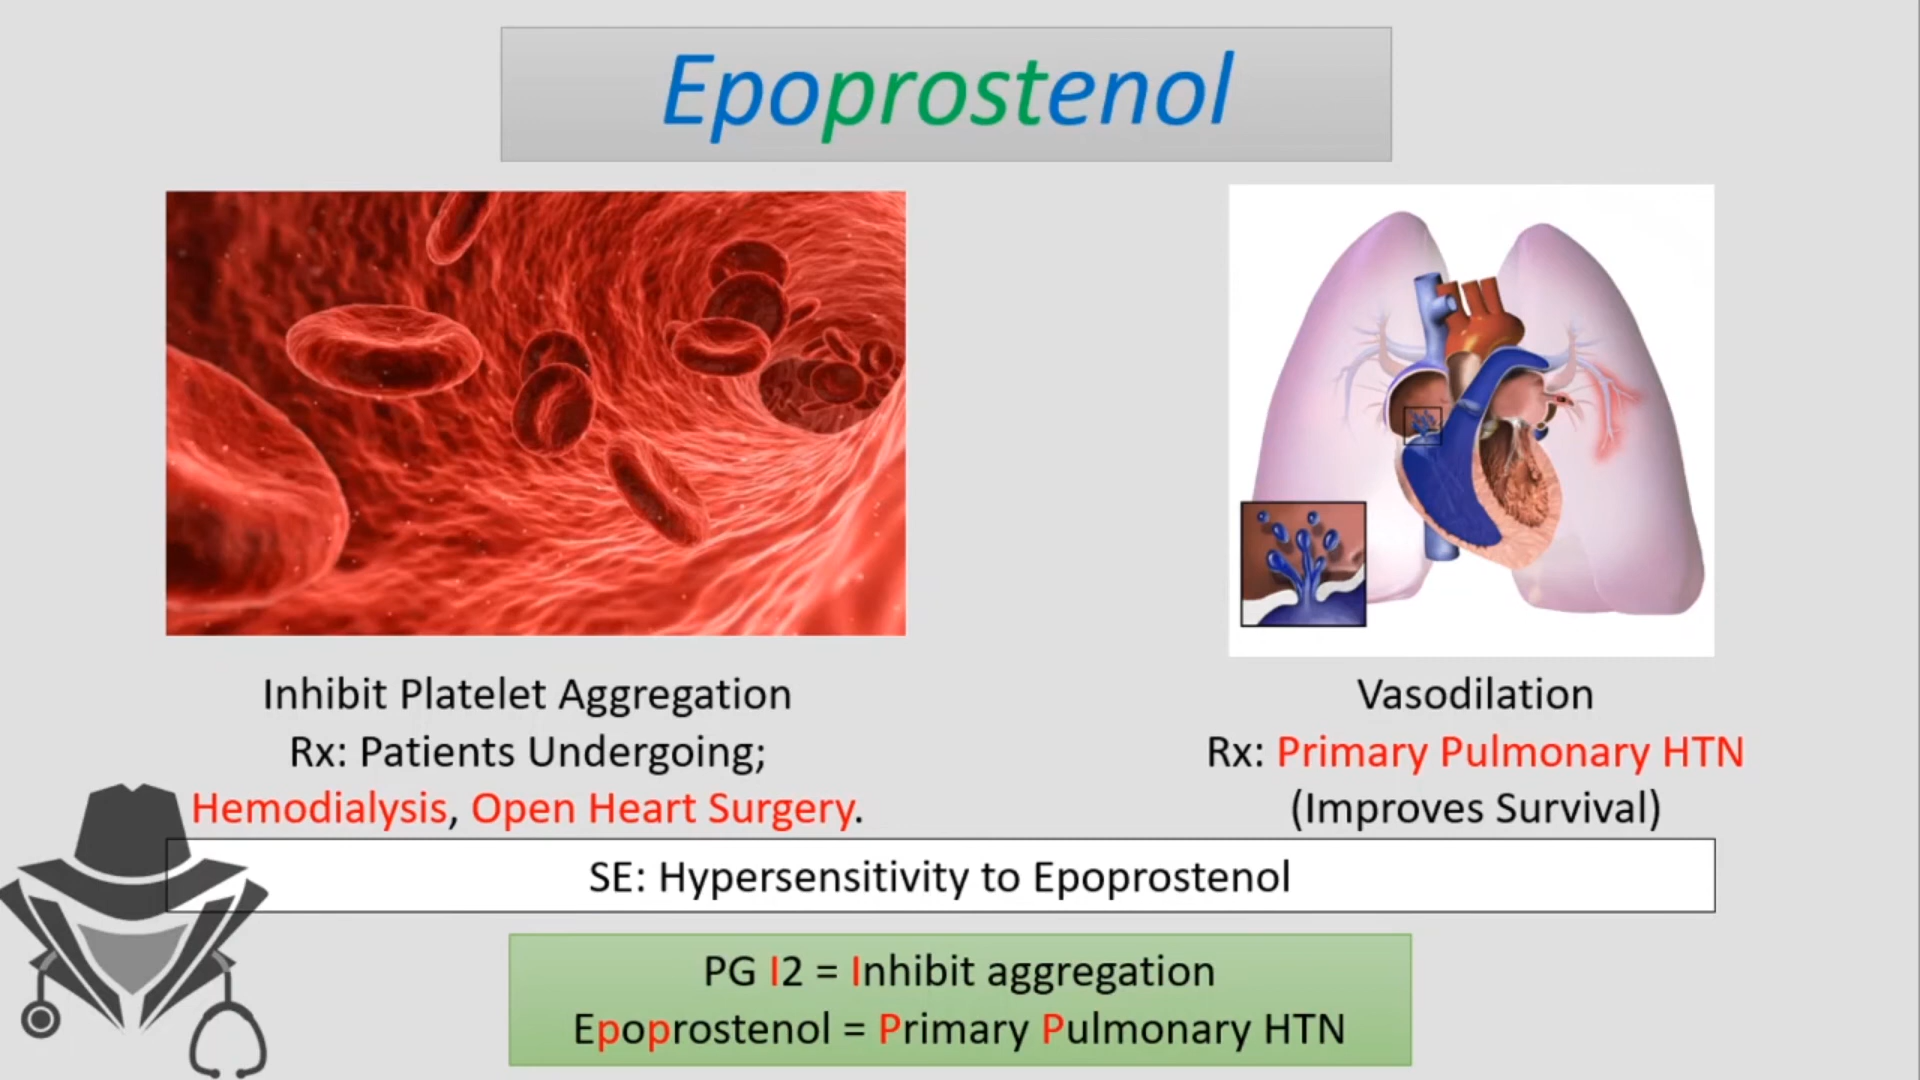 Epoprostenol
Inhibit Platelet Aggregation
Rx: Patients Undergoing;
Hemodialysis, Open Heart Surgery.
Vasodilation
Rx: Primary Pulmonary HTN
(Improves Survival)
SE: Hypersensitivity to Epoprostenol
PG I2 = Inhibit aggregation
Epoprostenol = Primary Pulmonary HTN